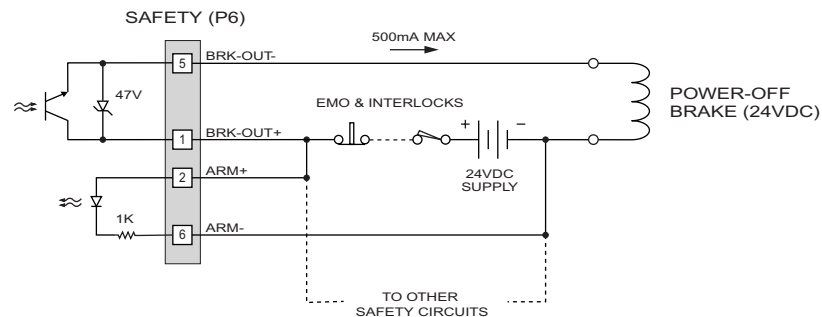 SAFETY (P6)
500mA MAX
5
BRK-OUT-
47V
EMO & INTERLOCKS
POWER-OFF
BRAKE (24VDC)
1
BRK-OUT+
+
−
2
ARM+
24VDC
SUPPLY
1K
6
ARM-
TO OTHER
SAFETY CIRCUITS